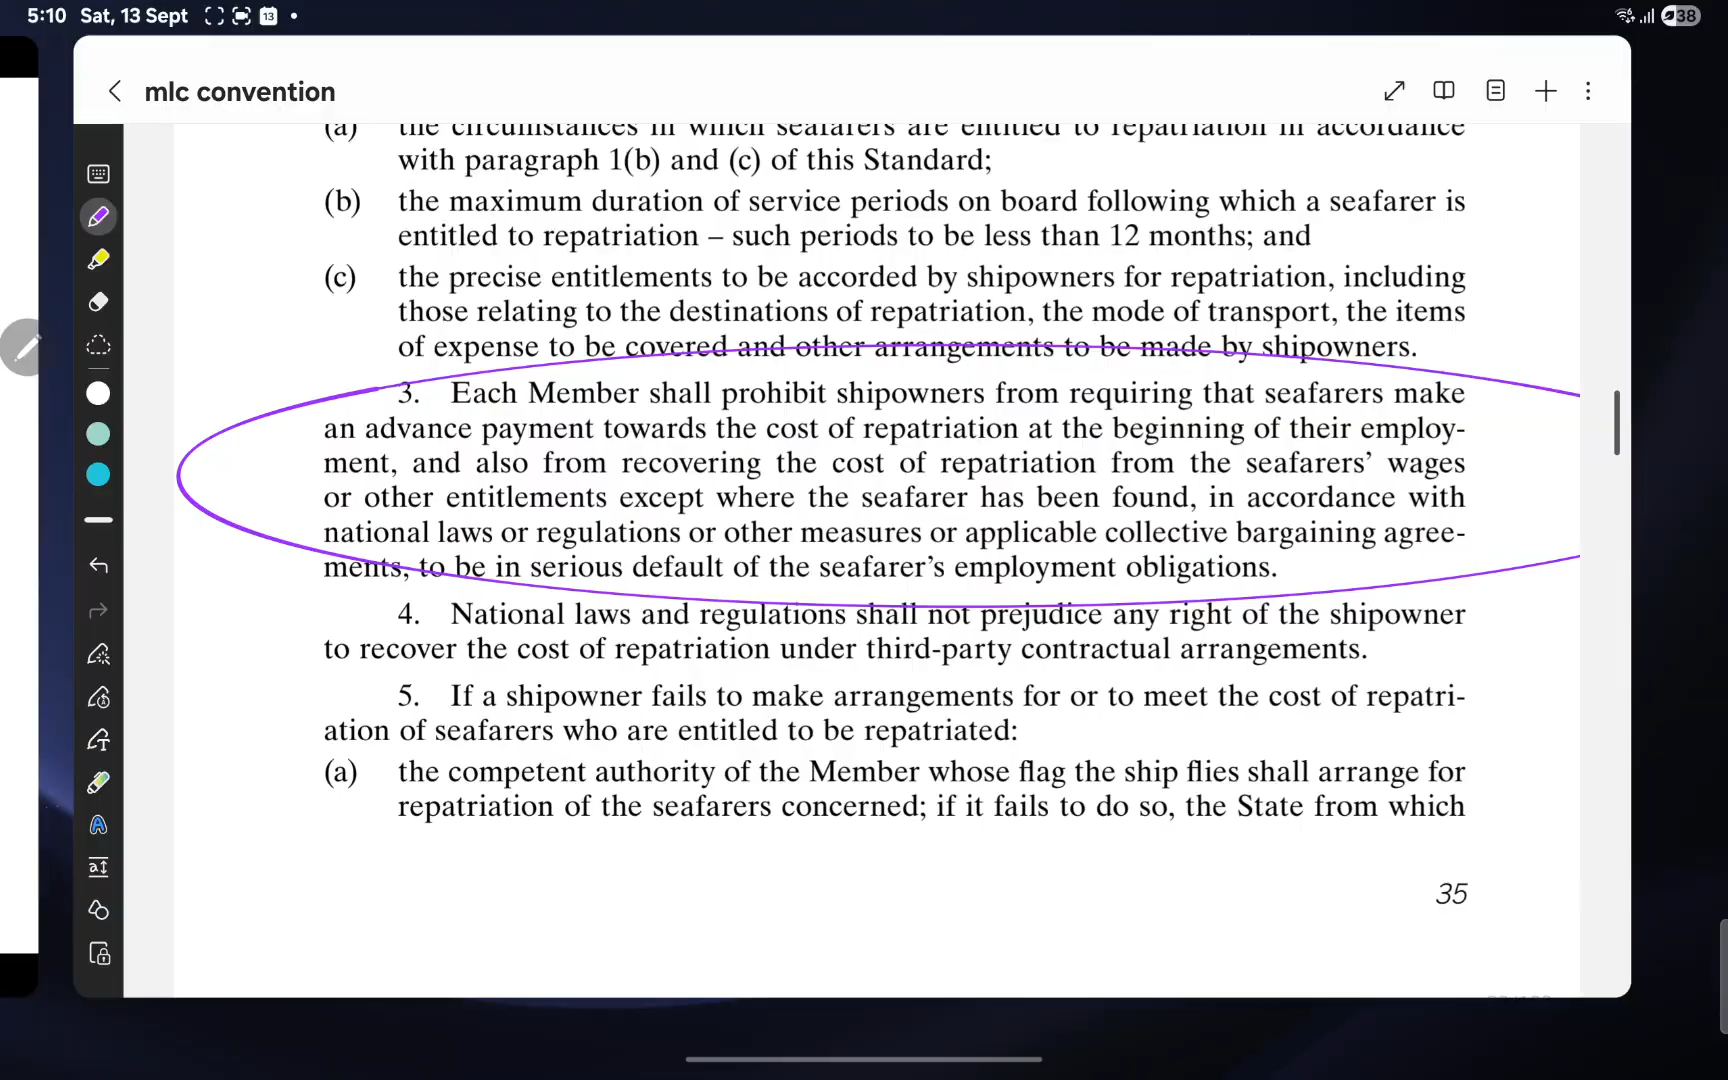 5:10 Sat, 13 Sept 13
38
mlc convention
(a) the circumstances in which seafarers are entitled to repatriation in accordance
with paragraph 1(b) and (c) of this Standard;
(b) the maximum duration of service periods on board following which a seafarer is
entitled to repatriation – such periods to be less than 12 months; and
(c) the precise entitlements to be accorded by shipowners for repatriation, including
those relating to the destinations of repatriation, the mode of transport, the items
of expense to be covered and other arrangements to be made by shipowners.
3. Each Member shall prohibit shipowners from requiring that seafarers make
an advance payment towards the cost of repatriation at the beginning of their employ-
ment, and also from recovering the cost of repatriation from the seafarers’ wages
or other entitlements except where the seafarer has been found, in accordance with
national laws or regulations or other measures or applicable collective bargaining agree-
ments, to be in serious default of the seafarer’s employment obligations.
4. National laws and regulations shall not prejudice any right of the shipowner
to recover the cost of repatriation under third-party contractual arrangements.
5. If a shipowner fails to make arrangements for or to meet the cost of repatri-
ation of seafarers who are entitled to be repatriated:
(a) the competent authority of the Member whose flag the ship flies shall arrange for
repatriation of the seafarers concerned; if it fails to do so, the State from which
35